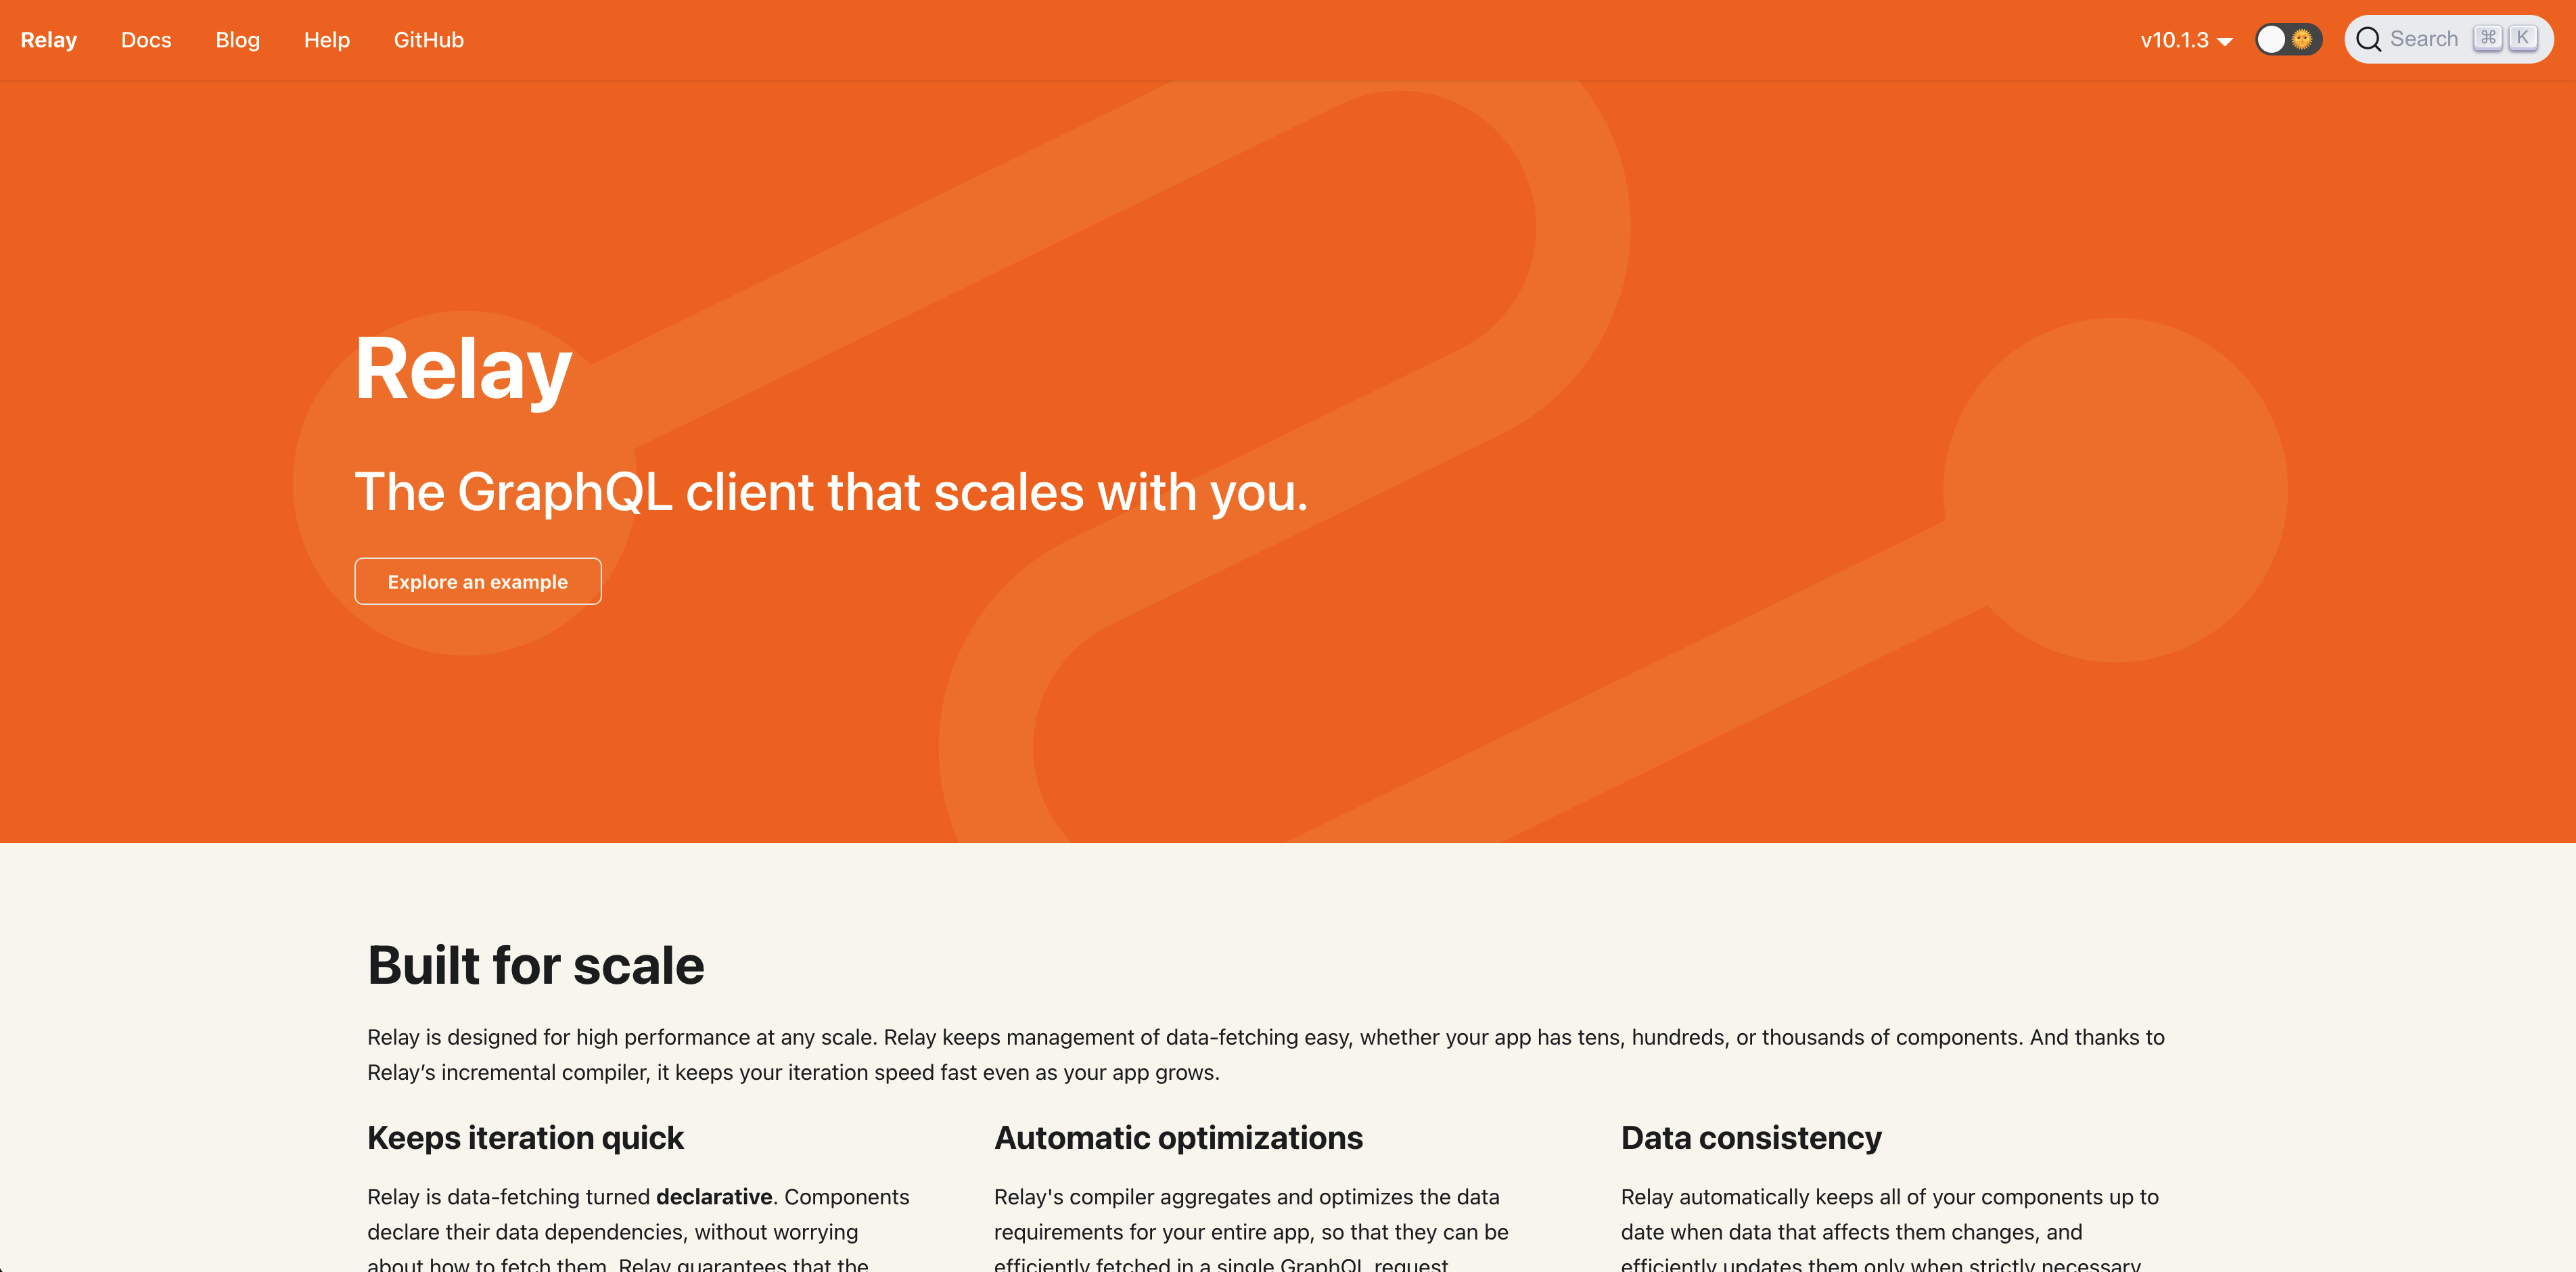 Relay Docs Blog Help GitHub v10.1.3 Search ⌘ K
Relay
The GraphQL client that scales with you.
Explore an example
Built for scale
Relay is designed for high performance at any scale. Relay keeps management of data-fetching easy, whether your app has tens, hundreds, or thousands of components. And thanks to
Relay’s incremental compiler, it keeps your iteration speed fast even as your app grows.
Keeps iteration quick
Relay is data-fetching turned declarative. Components
declare their data dependencies, without worrying
about how to fetch them. Relay guarantees that the
Automatic optimizations
Relay's compiler aggregates and optimizes the data
requirements for your entire app, so that they can be
efficiently fetched in a single GraphQL request.
Data consistency
Relay automatically keeps all of your components up to
date when data that affects them changes, and
efficiently updates them only when strictly necessary.